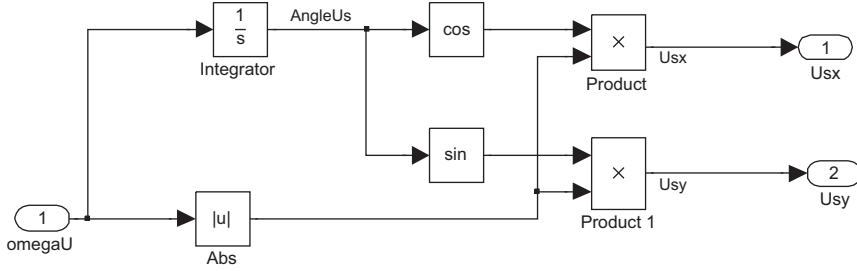 AngleUs
1
s
Integrator
cos
×
Product
Usx
1
Usx
sin
×
Product 1
Usy
2
Usy
1
omegaU
|u|
Abs